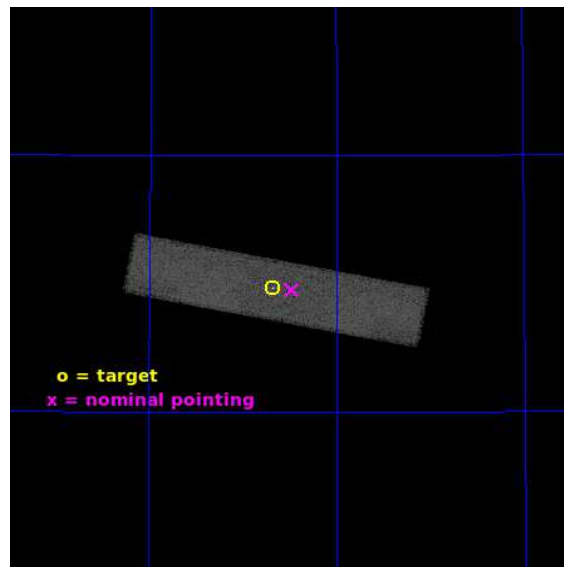 o = target
x = nominal pointing